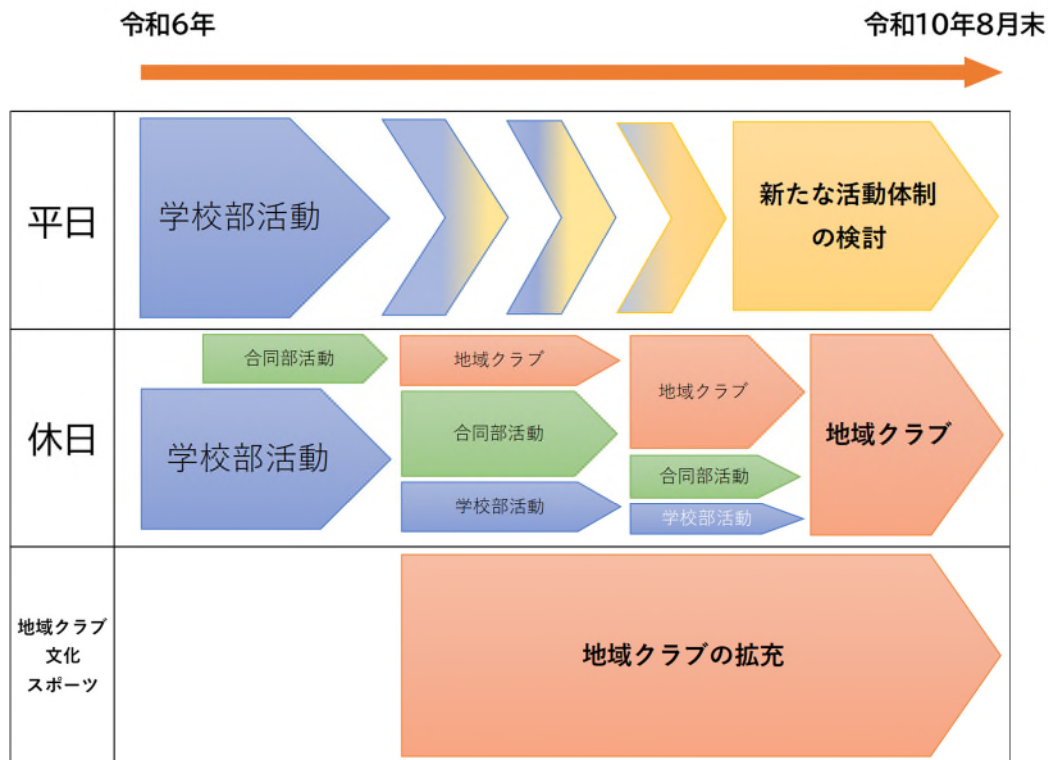 令和6年
令和10年8月末
平日
学校部活動
新たな活動体制
の検討
休日
合同部活動
学校部活動
地域クラブ
合同部活動
学校部活動
地域クラブ
合同部活動
学校部活動
地域クラブ
地域クラブ
文化
スポーツ
地域クラブの拡充